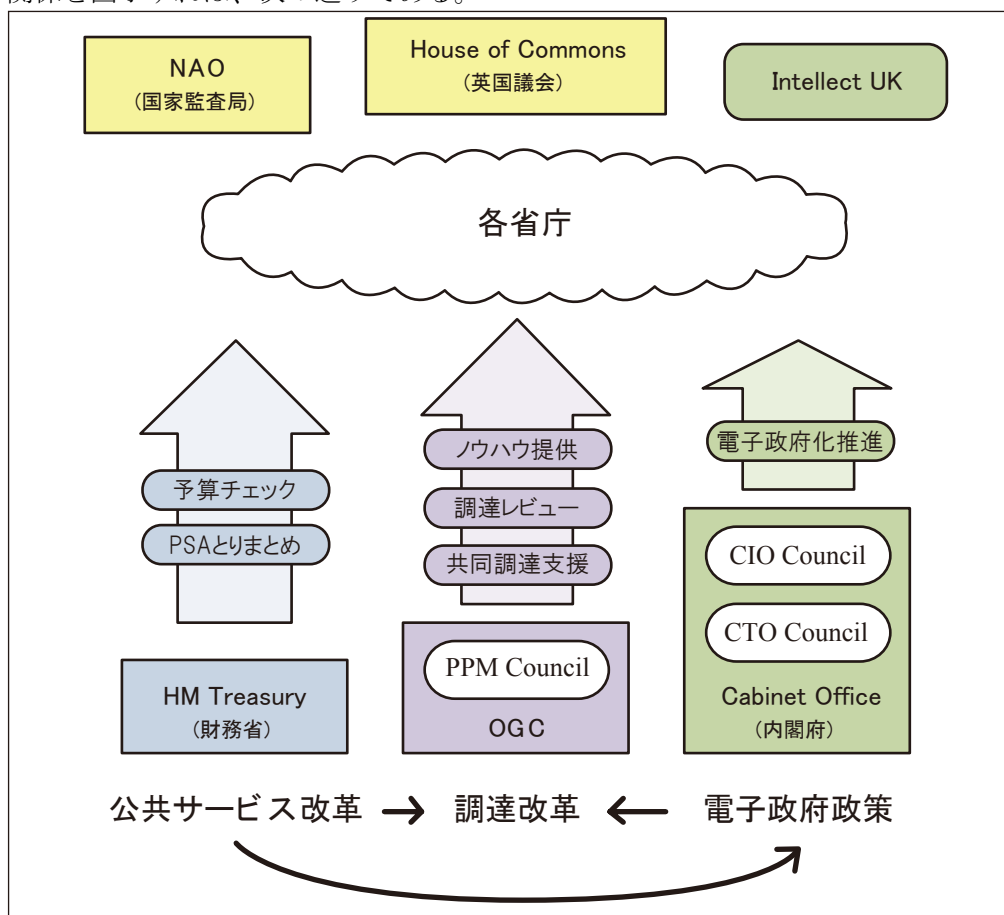 NAO
(国家監査局)
House of Commons
(英国議会)
Intellect UK
各省庁
ノウハウ提供
電子政府化推進
予算チェック
調達レビュー
PSAとりまとめ
共同調達支援
CIO Council
CTO Council
PPM Council
HM Treasury
(財務省)
OGC
Cabinet Office
(内閣府)
公共サービス改革
調達改革
電子政府政策